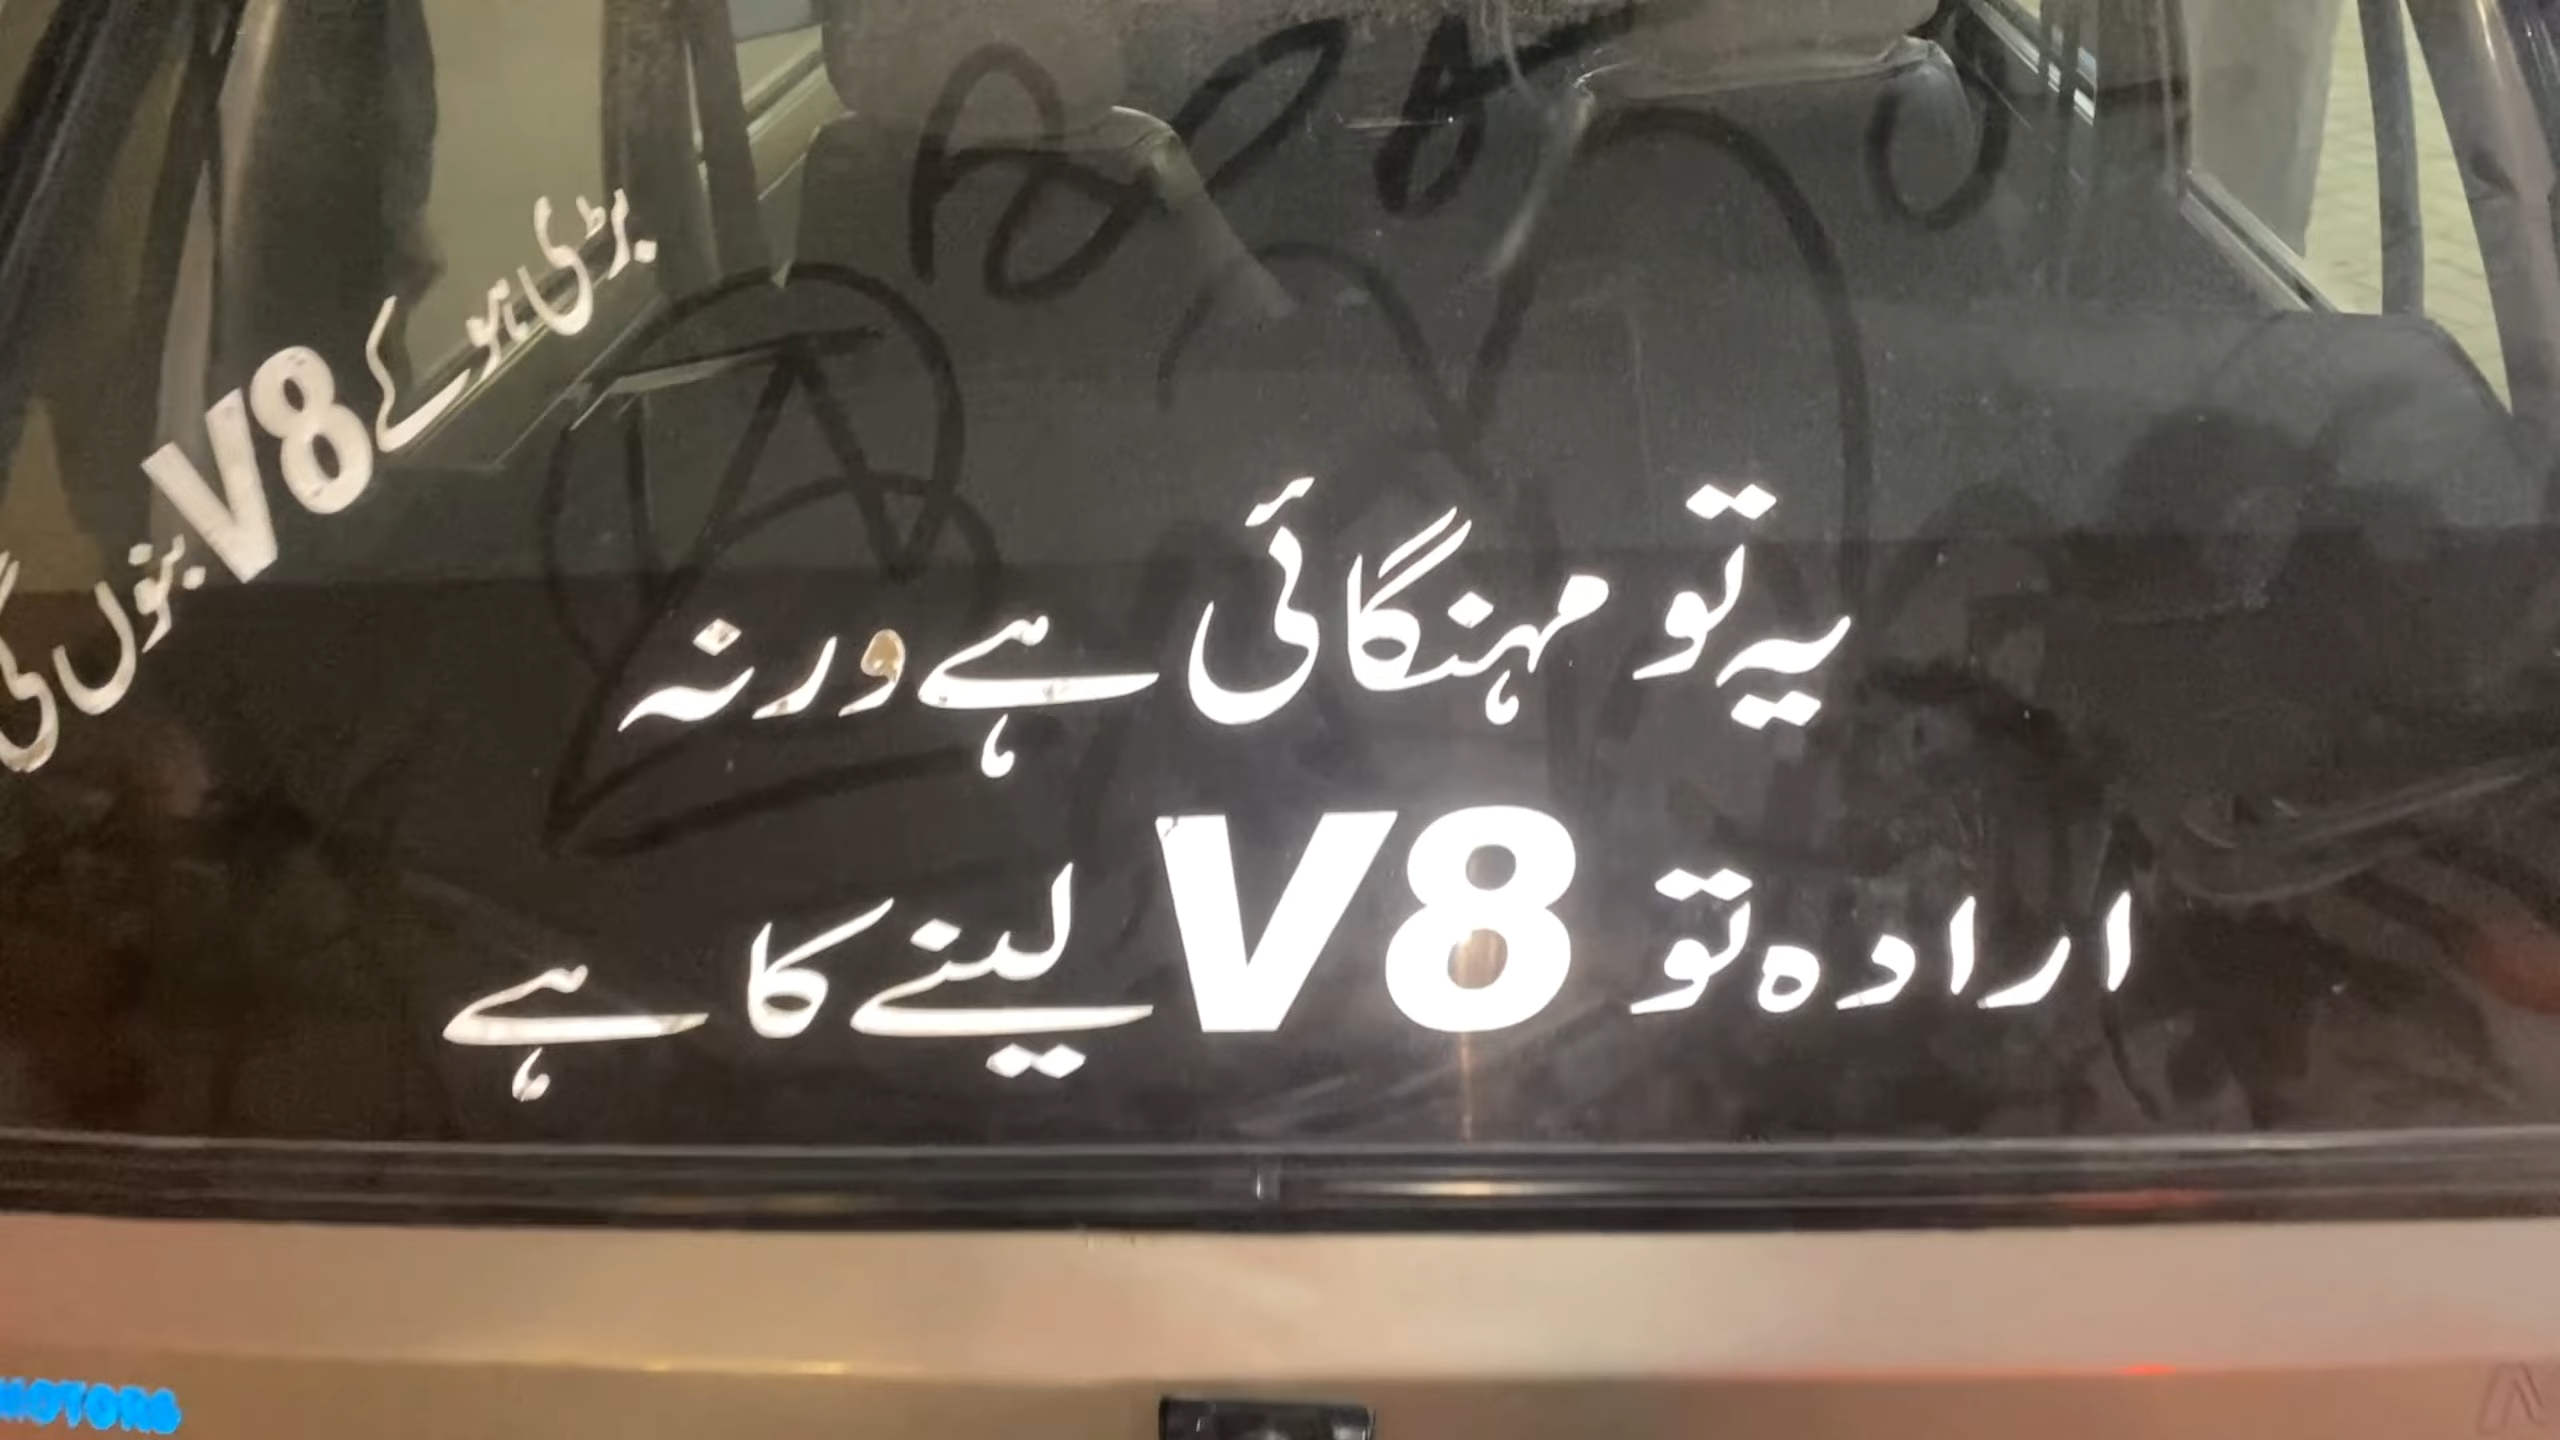 بڑی ہو کے V8 بنوں گی
یہ تو مہنگائی ہے ورنہ
ارادہ تو V8 لینے کا ہے
MOTORS